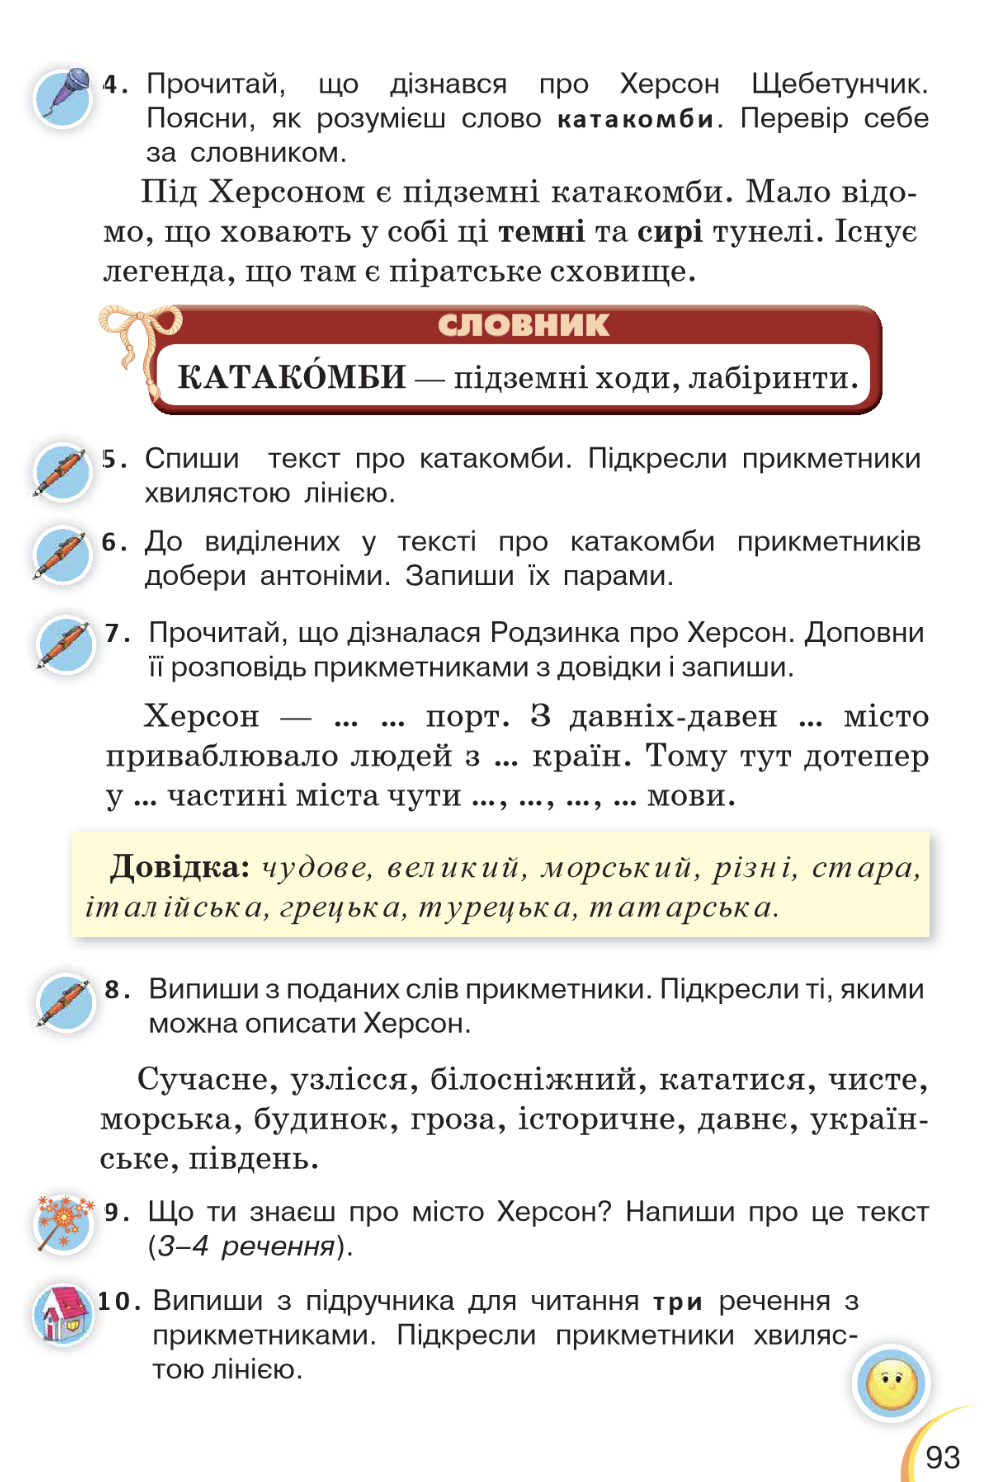 4. Прочитай, що дізнався про Херсон Щебетунчик.
Поясни, як розумієш слово катакомби. Перевір себе
за словником.
Під Херсоном є підземні катакомби. Мало відо-
мо, що ховають у собі ці темні та сирі тунелі. Існує
легенда, що там є піратське сховище.
СЛОВНИК
КАТАКО́МБИ — підземні ходи, лабіринти.
5. Спиши текст про катакомби. Підкресли прикметники
хвилястою лінією.
6. До виділених у тексті про катакомби прикметників
добери антоніми. Запиши їх парами.
7. Прочитай, що дізналася Родзинка про Херсон. Доповни
її розповідь прикметниками з довідки і запиши.
Херсон — ... ... порт. З давніх-давен ... місто
приваблювало людей з ... країн. Тому тут дотепер
у ... частині міста чути ..., ..., ..., ... мови.
Довідка: чудове, великий, морський, різні, стара,
італійська, грецька, турецька, татарська.
8. Випиши з поданих слів прикметники. Підкресли ті, якими
можна описати Херсон.
Сучасне, узлісся, білосніжний, кататися, чисте,
морська, будинок, гроза, історичне, давнє, україн-
ське, південь.
9. Що ти знаєш про місто Херсон? Напиши про це текст
(3–4 речення).
10. Випиши з підручника для читання три речення з
прикметниками. Підкресли прикметники хвиляс-
тою лінією.
93